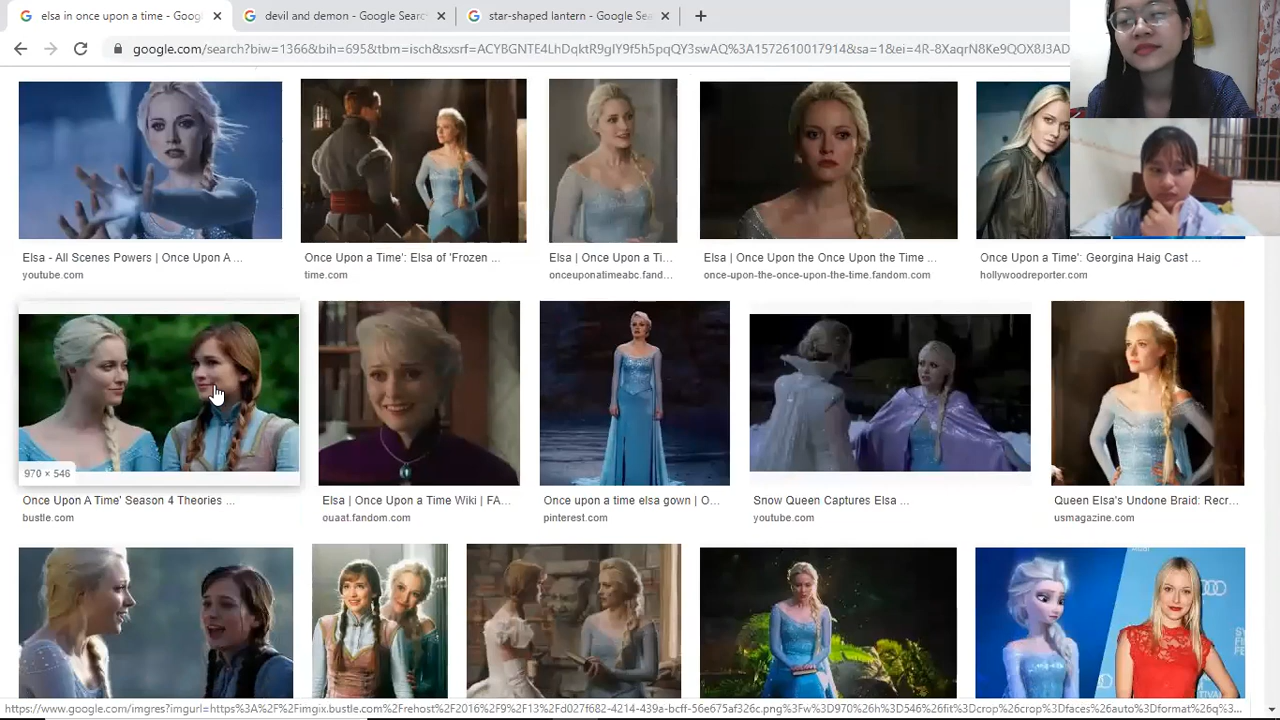 elsa in once upon a time - Goog
devil and demon - Google Searc
star-shaped lantern - Google Sea
google.com/search?biw=1366&bih=695&tbm=isch&sxsrf=ACYBGNTE4LhDqktR9gIY9f5h5pqQY3swAQ%3A1572610017914&sa=1&ei=4R-8XaqrN8Ke9QOX8J3AD
Elsa - All Scenes Powers | Once Upon A ...
youtube.com
Once Upon a Time': Elsa of 'Frozen ...
time.com
Elsa | Once Upon a Ti...
onceuponatimeabc.fand...
Elsa | Once Upon the Once Upon the Time ...
once-upon-the-once-upon-the-time.fandom.com
Once Upon a Time': Georgina Haig Cast ...
hollywoodreporter.com
970 × 546
Once Upon A Time' Season 4 Theories ...
bustle.com
Elsa | Once Upon a Time Wiki | FA...
ouaat.fandom.com
Once upon a time elsa gown | O...
pinterest.com
Snow Queen Captures Elsa ...
youtube.com
Queen Elsa's Undone Braid: Recr...
usmagazine.com
https://www.google.com/imgres?imgurl=https%3A%2F%2Fimgix.bustle.com%2Frehost%2F2016%2F9%2F13%2Fd027f682-4214-439a-bcff-56e675af326c.png%3Fw%3D970%26h%3D546%26fit%3Dcrop%26crop%3Dfaces%26auto%3Dformat%26q%3...